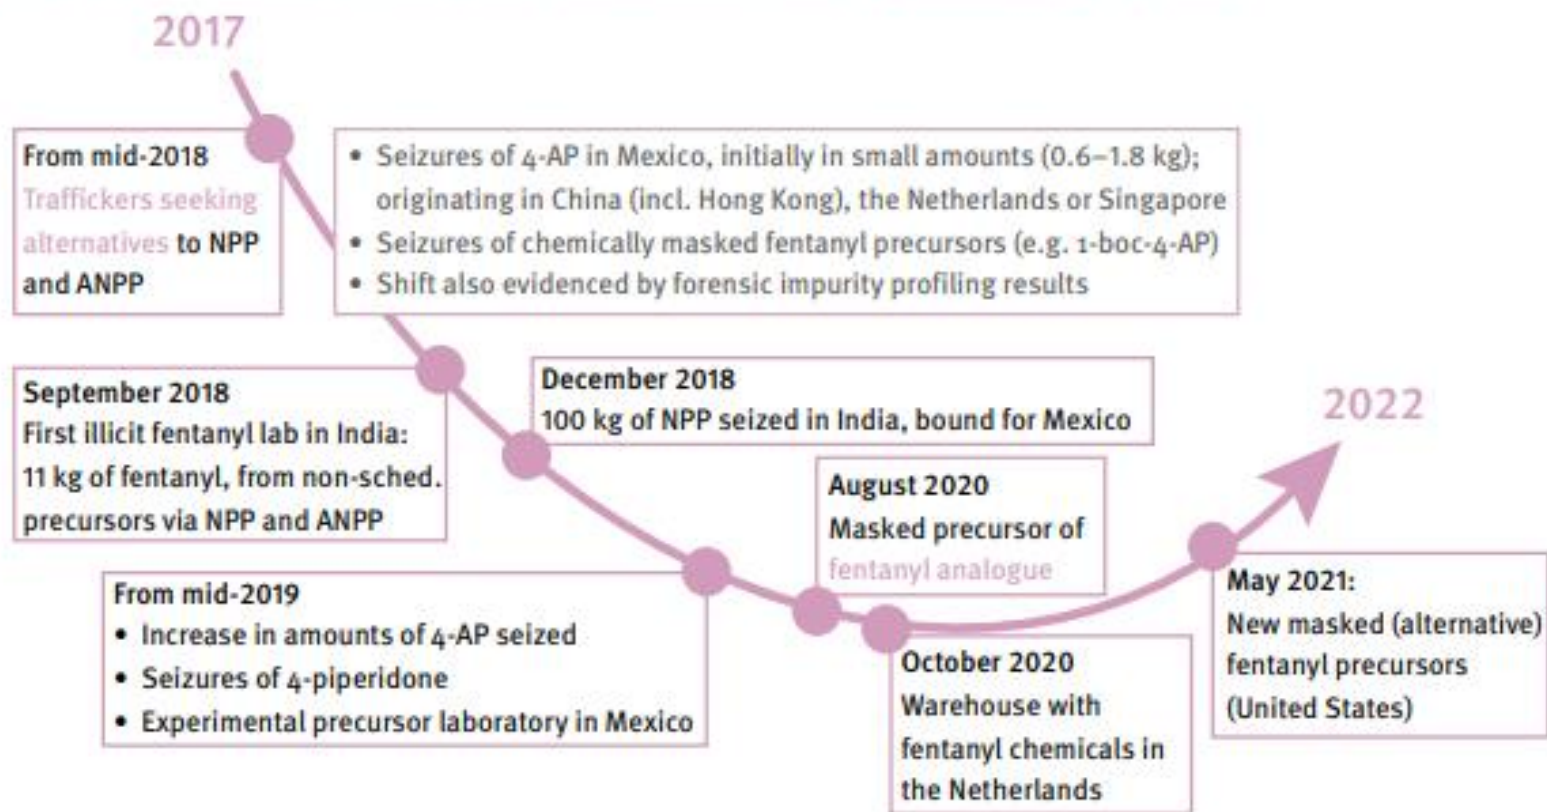 2017
From mid-2018
Traffickers seeking
alternatives to NPP
and ANPP
• Seizures of 4-AP in Mexico, initially in small amounts (0.6–1.8 kg);
originating in China (incl. Hong Kong), the Netherlands or Singapore
• Seizures of chemically masked fentanyl precursors (e.g. 1-boc-4-AP)
• Shift also evidenced by forensic impurity profiling results
September 2018
First illicit fentanyl lab in India:
11 kg of fentanyl, from non-sched.
precursors via NPP and ANPP
December 2018
100 kg of NPP seized in India, bound for Mexico
From mid-2019
• Increase in amounts of 4-AP seized
• Seizures of 4-piperidone
• Experimental precursor laboratory in Mexico
August 2020
Masked precursor of
fentanyl analogue
October 2020
Warehouse with
fentanyl chemicals in
the Netherlands
May 2021:
New masked (alternative)
fentanyl precursors
(United States)
2022